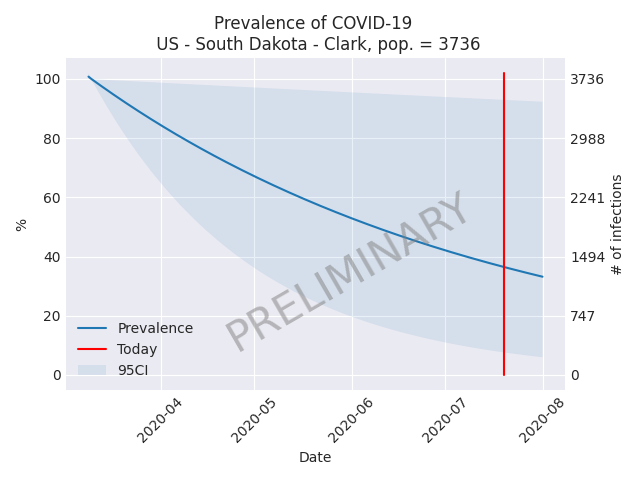 Prevalence of COVID-19
US - South Dakota - Clark, pop. = 3736
100
80
60
40
20
0
%
3736
2988
2241
1494
747
0
# of infections
PRELIMINARY
Prevalence
Today
95CI
2020-04
2020-05
2020-06
2020-07
2020-08
Date